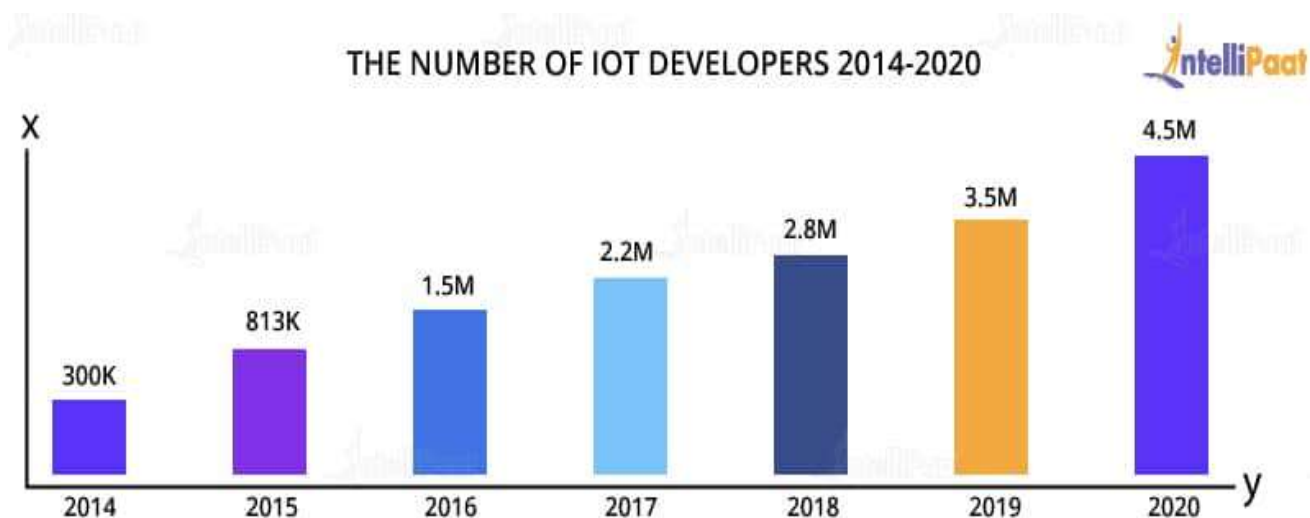 THE NUMBER OF IOT DEVELOPERS 2014-2020
IntelliPaat
x
4.5M
3.5M
2.8M
2.2M
1.5M
813K
300K
y
2014 2015 2016 2017 2018 2019 2020